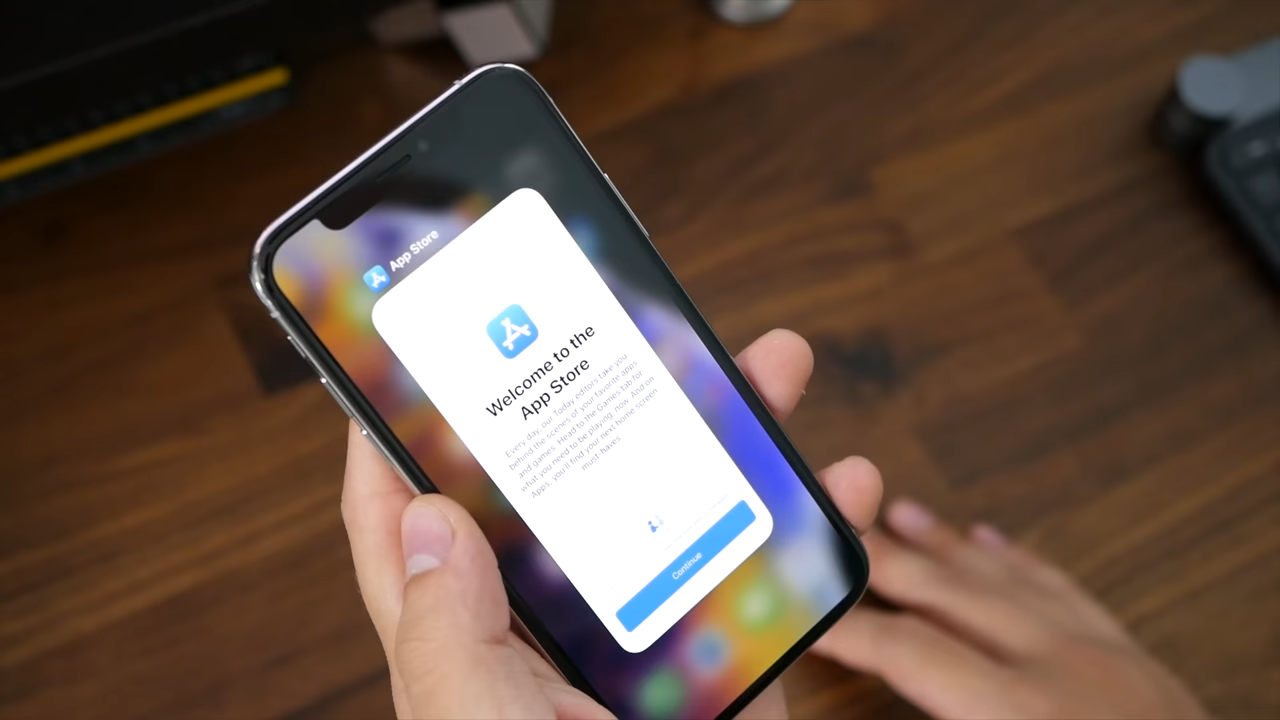 App Store
Welcome to the
App Store
Every day, our Today editors take you
behind the scenes of your favorite apps
and games. Head to the Games tab for
what you need to be playing, now. And on
Apps, you'll find your next home screen
must-haves.
Continue